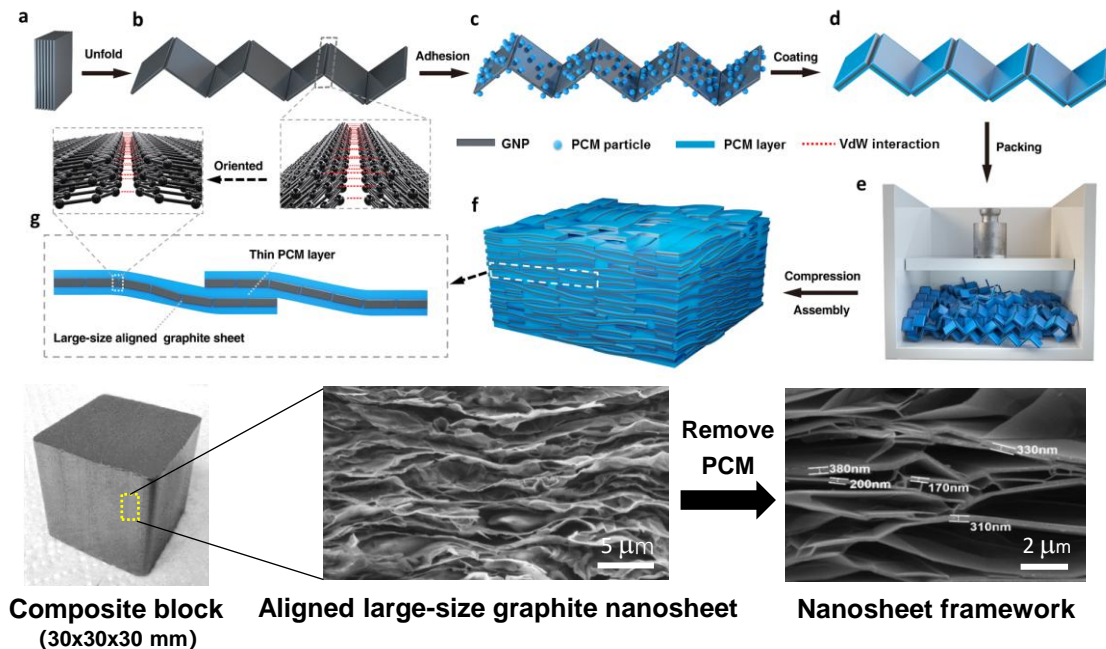 a
b
c
d
Unfold
Adhesion
Coating
GNP
PCM particle
PCM layer
VdW interaction
Oriented
Packing
e
f
g
Thin PCM layer
Large-size aligned graphite sheet
Compression
Assembly
Remove
PCM
330nm
380nm
200nm
170nm
310nm
5 μm
2 μm
Composite block
(30x30x30 mm)
Aligned large-size graphite nanosheet
Nanosheet framework